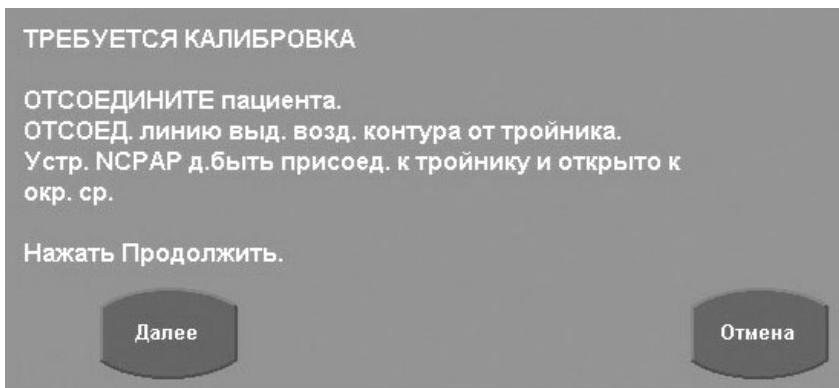 ТРЕБУЕТСЯ КАЛИБРОВКА
ОТСОЕДИНИТЕ пациента.
ОТСОЕД. линию выд. возд. контура от тройника.
Устр. NCPAP д.быть присоед. к тройнику и открыто к
окр. ср.
Нажать Продолжить.
Далее
Отмена